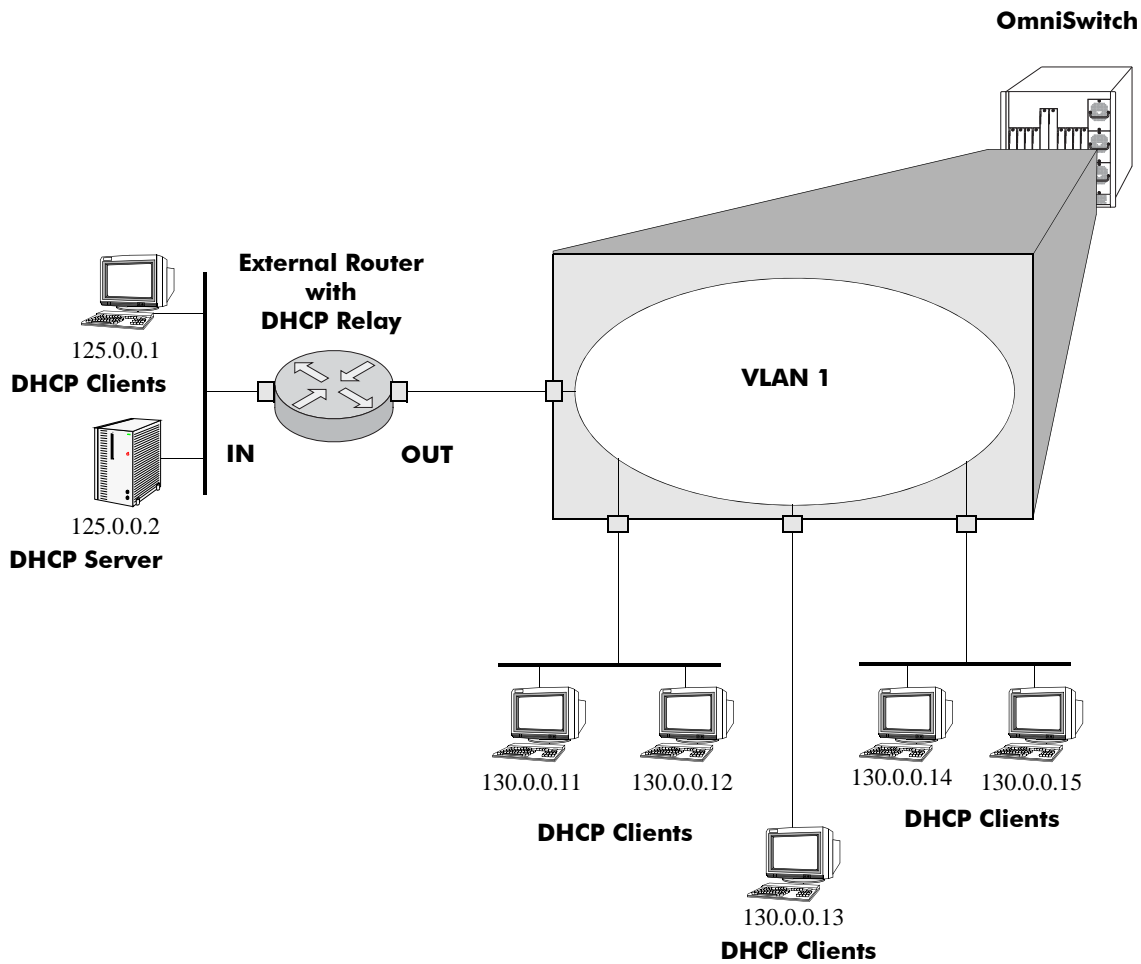 OmniSwitch
External Router
with
DHCP Relay
125.0.0.1
DHCP Clients
VLAN 1
IN
OUT
125.0.0.2
DHCP Server
130.0.0.11
130.0.0.12
DHCP Clients
130.0.0.14
130.0.0.15
DHCP Clients
130.0.0.13
DHCP Clients